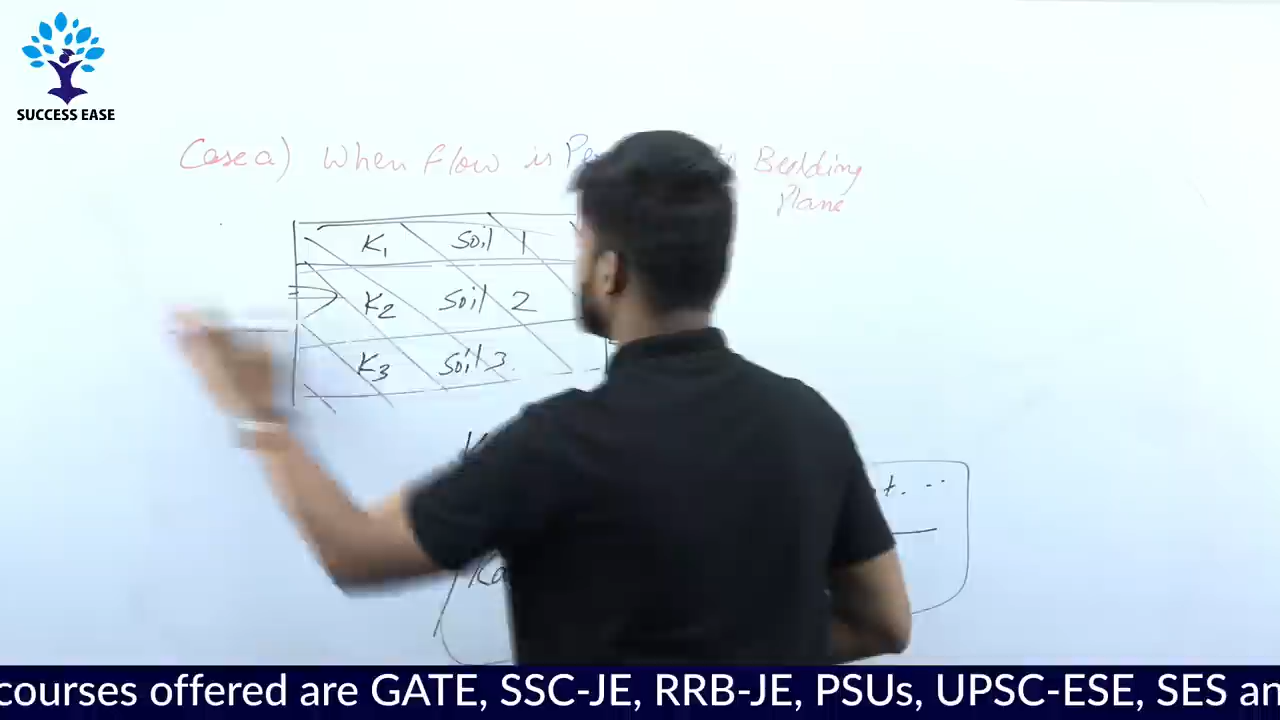 SUCCESS EASE
Case a) When flow is Bedding
Plane
K1 Soil 1
K2 Soil 2
K3 Soil 3.
courses offered are GATE, SSC-JE, RRB-JE, PSUs, UPSC-ESE, SES an